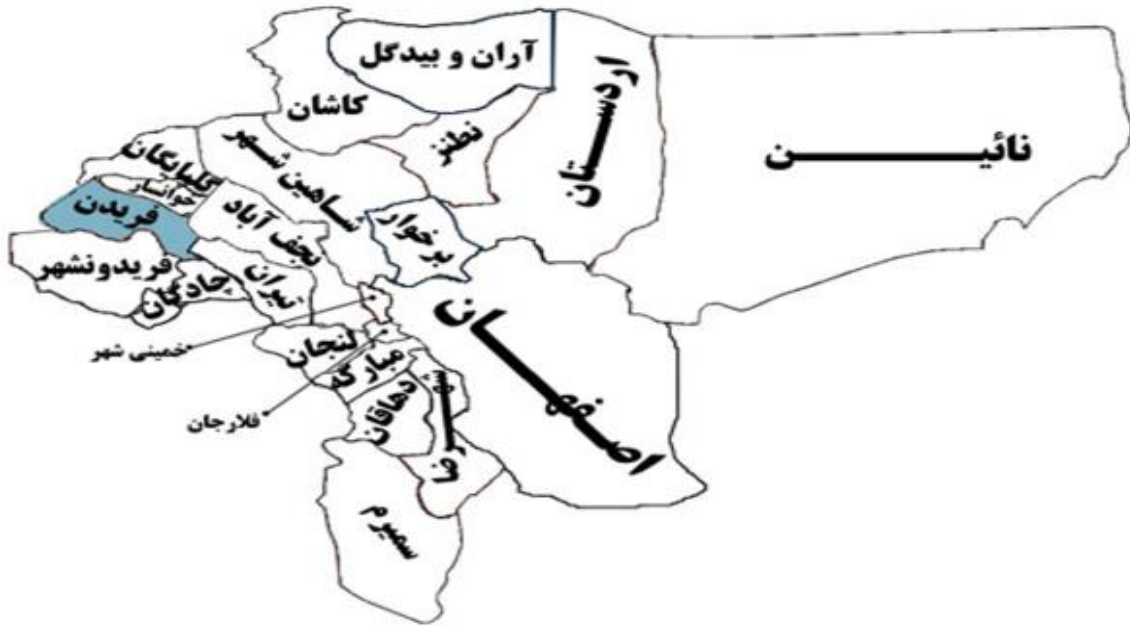 آران و بیدگل
کاشان
اردستان
نطنز
نائین
گلپایگان
خوانسار
شاهین شهر
فریدن
نجف آباد
برخوار
فریدونشهر
چادگان
تیران
خمینی شهر
لنجان
مبارکه
فلارجان
دهاقان
شهرضا
اصفهان
سمیرم